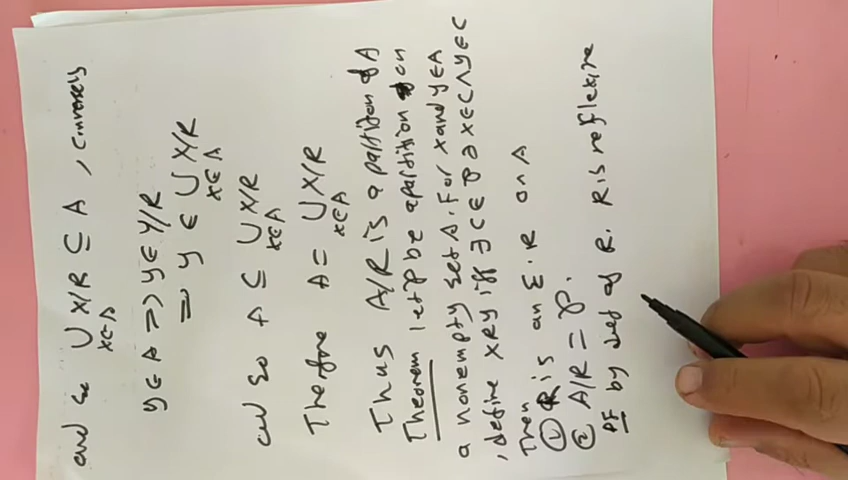 and so ∪ X/R ⊆ A, conversely
x∈A
y∈A ⇒ y∈Y/R
⇒ y ∈ ∪ X/R
x∈A
and so A ⊆ ∪ X/R
x∈A
Therefore A = ∪ X/R
x∈A
Thus A/R is a partition of A
Theorem let P be a partition on
a nonempty set A. For x and y∈A
, define xRy iff ∃ C∈ P ∋ x∈C ∧ y∈C
Then
① R is an E.R on A
② A/R = P.
PF by def of R. R is reflexive